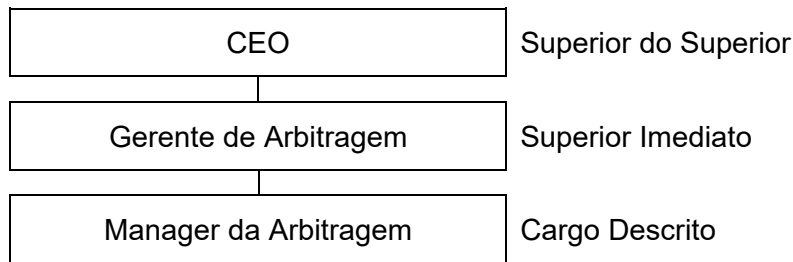 CEO Superior do Superior
Gerente de Arbitragem Superior Imediato
Manager da Arbitragem Cargo Descrito